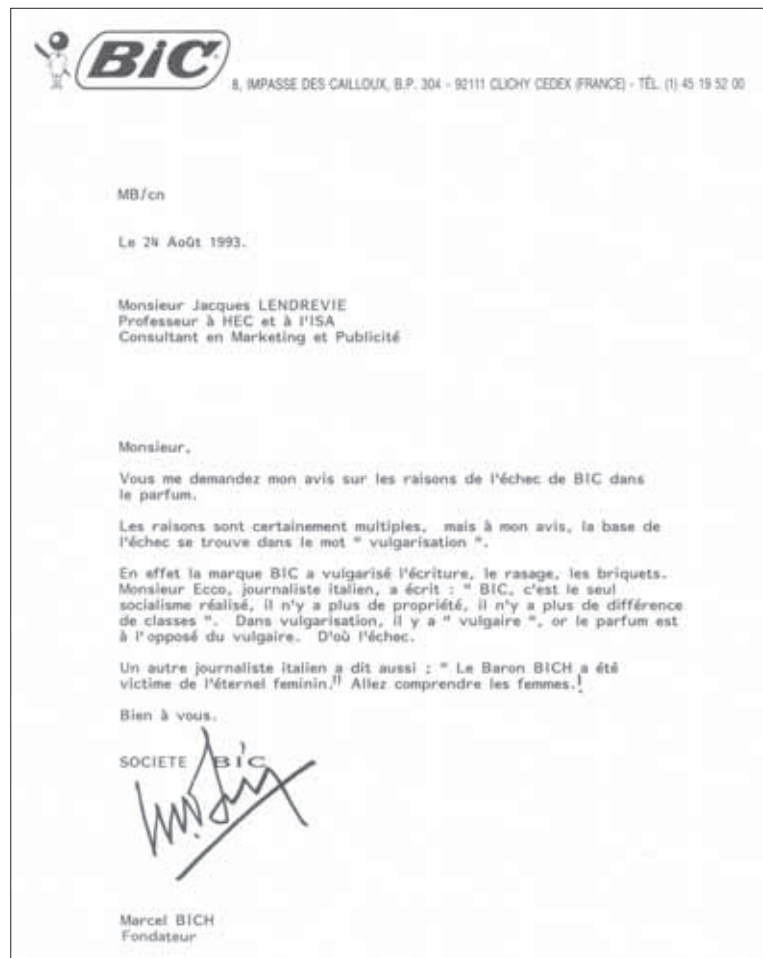 BiC
8, IMPASSE DES CAILLOUX, B.P. 304 - 92111 CLICHY CEDEX (FRANCE) - TÉL. (1) 45 19 52 00
MB/cn
Le 24 Août 1993.
Monsieur Jacques LENDREVIE
Professeur à HEC et à l'ISA
Consultant en Marketing et Publicité
Monsieur,
Vous me demandez mon avis sur les raisons de l'échec de BIC dans
le parfum.
Les raisons sont certainement multiples, mais à mon avis, la base de
l'échec se trouve dans le mot " vulgarisation ".
En effet la marque BIC a vulgarisé l'écriture, le rasage, les briquets.
Monsieur Ecco, journaliste italien, a écrit : " BIC, c'est le seul
socialisme réalisé, il n'y a plus de propriété, il n'y a plus de différence
de classes ". Dans vulgarisation, il y a " vulgaire ", or le parfum est
à l'opposé du vulgaire. D'où l'échec.
Un autre journaliste italien a dit aussi : " Le Baron BICH a été
victime de l'éternel feminin." Allez comprendre les femmes.!
Bien à vous.
SOCIETE BIC
Marcel BICH
Fondateur